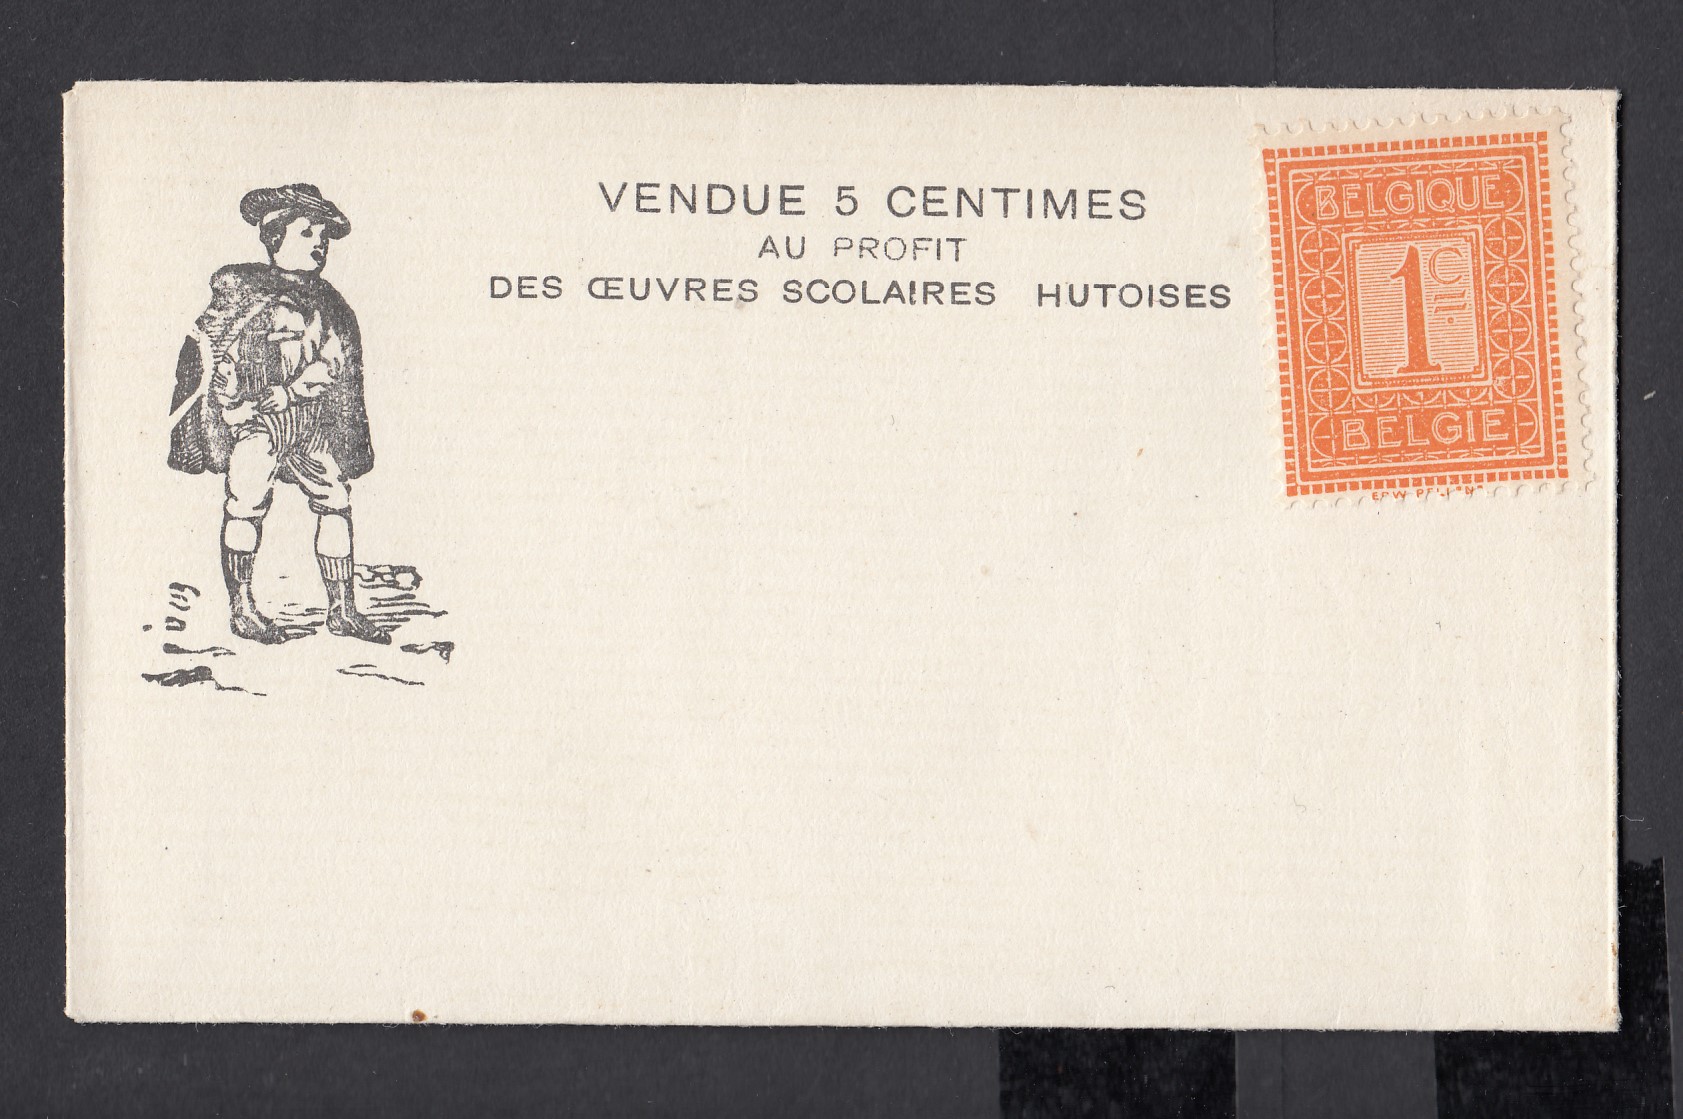 VENDUE 5 CENTIMES
AU PROFIT
DES ŒUVRES SCOLAIRES HUTOISES
BELGIQUE
1 C
BELGIE